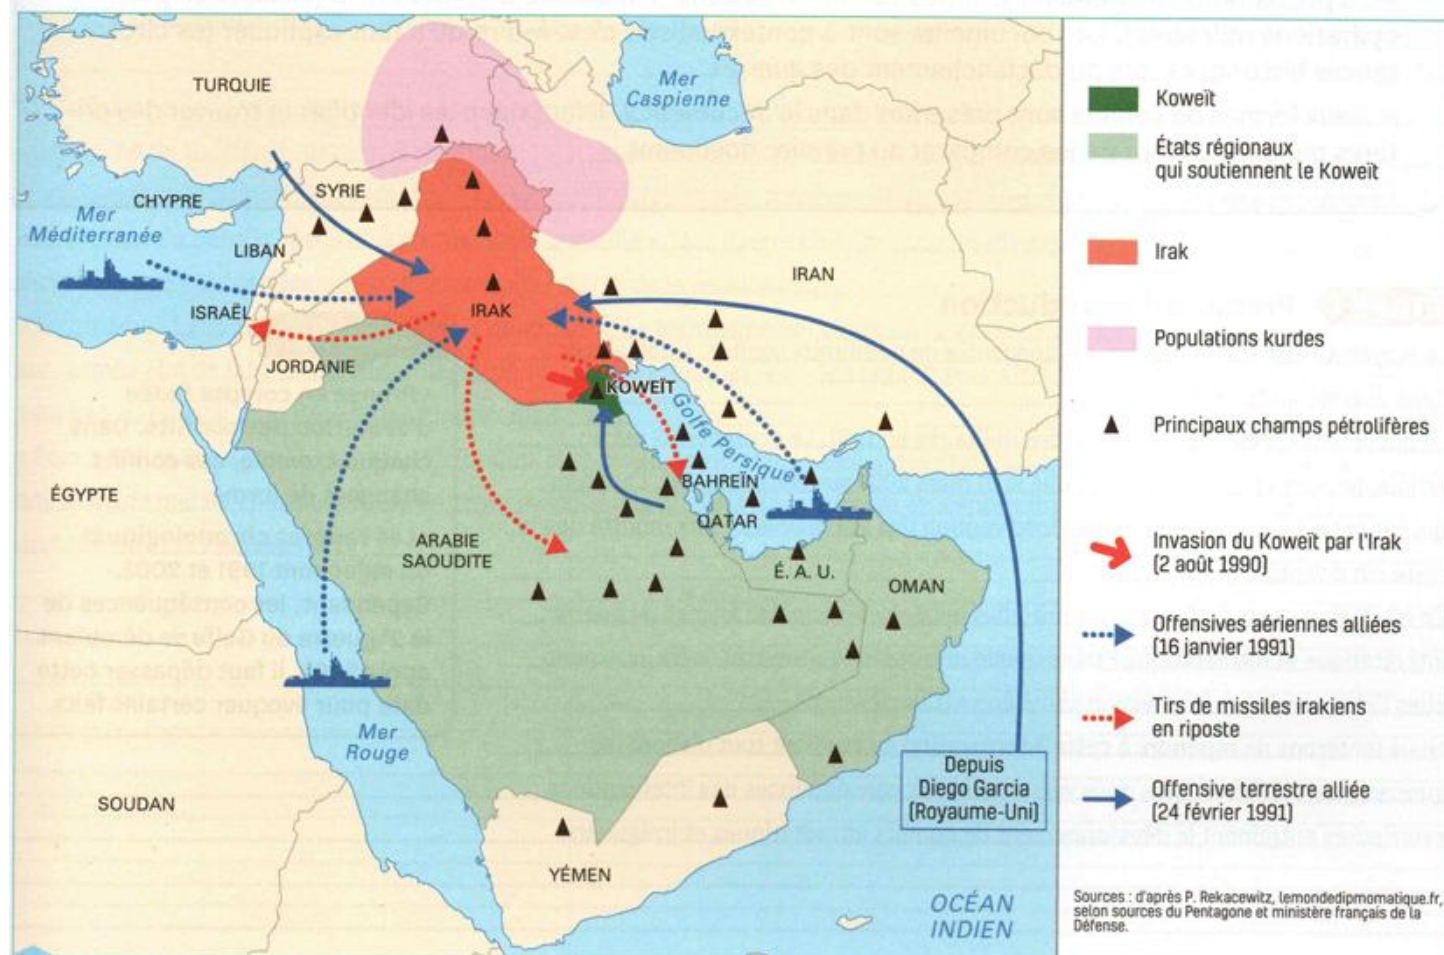 TURQUIE
Mer
Caspienne
SYRIE
CHYPRE
Mer
Méditerranée
LIBAN
IRAN
ISRAËL
IRAK
JORDANIE
KOWEÏT
Golfe Persique
ÉGYPTE
BAHREÏN
QATAR
ARABIE
SAOUDITE
É. A. U.
OMAN
Mer
Rouge
Depuis
Diego Garcia
(Royaume-Uni)
SOUDAN
YÉMEN
OCÉAN
INDIEN
Koweït
États régionaux
qui soutiennent le Koweït
Irak
Populations kurdes
Principaux champs pétrolifères
Invasion du Koweït par l'Irak
(2 août 1990)
Offensives aériennes alliées
(16 janvier 1991)
Tirs de missiles irakiens
en riposte
Offensive terrestre alliée
(24 février 1991)
Sources : d'après P. Rekacewitz, lemondedipmomatique.fr,
selon sources du Pentagone et ministère français de la
Défense.